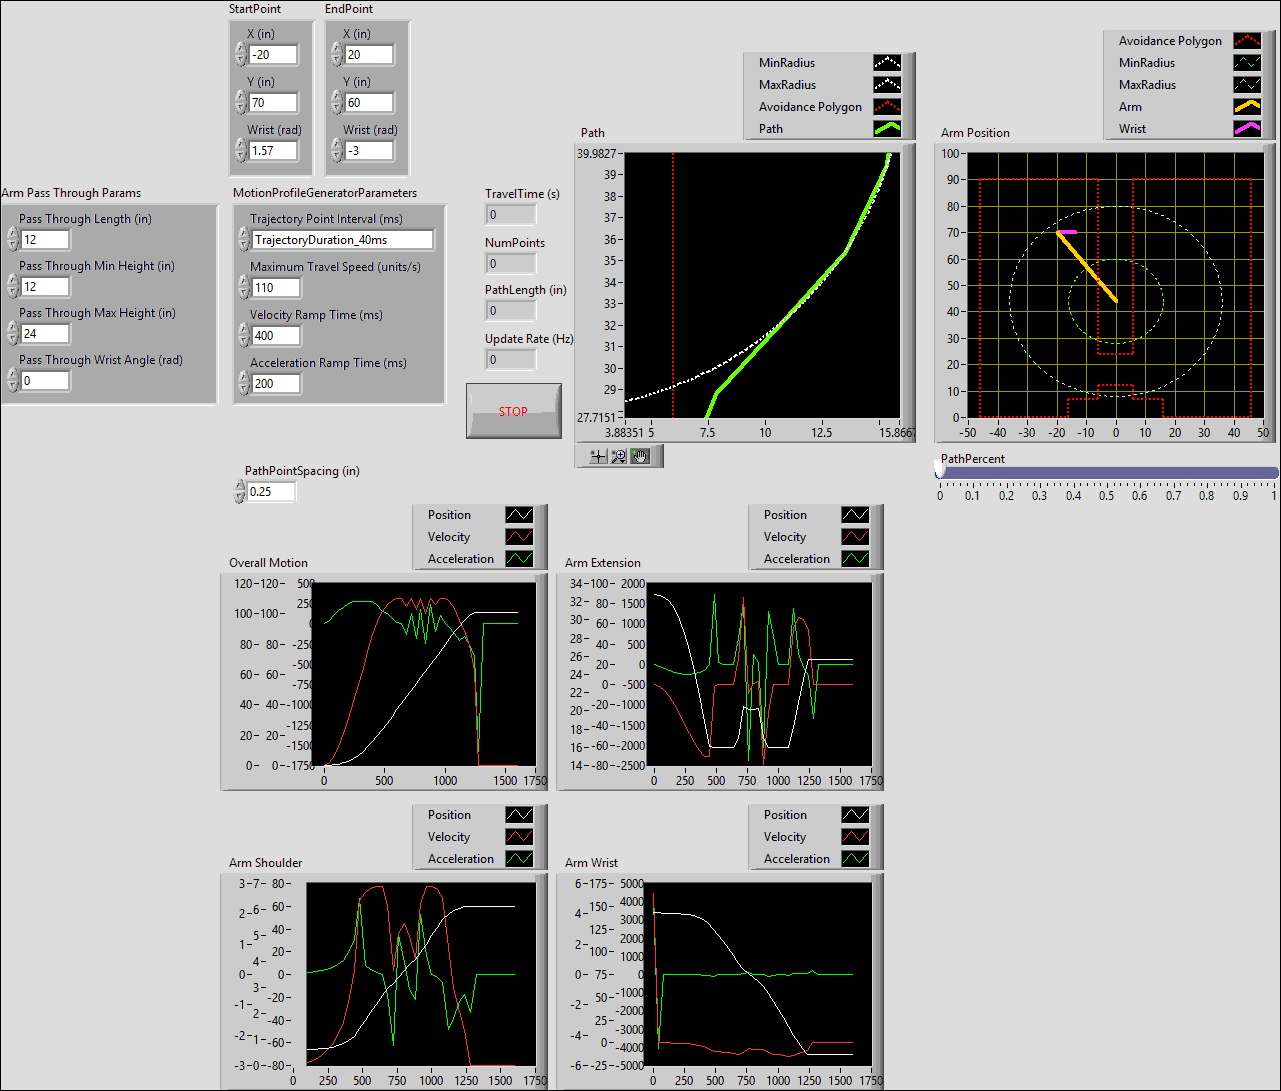 StartPoint
EndPoint
X (in)
-20
X (in)
20
Y (in)
70
Y (in)
60
Wrist (rad)
1.57
Wrist (rad)
-3
Arm Pass Through Params
Pass Through Length (in)
12
Pass Through Min Height (in)
12
Pass Through Max Height (in)
24
Pass Through Wrist Angle (rad)
0
MotionProfileGeneratorParameters
Trajectory Point Interval (ms)
TrajectoryDuration_40ms
Maximum Travel Speed (units/s)
110
Velocity Ramp Time (ms)
400
Acceleration Ramp Time (ms)
200
TravelTime (s)
0
NumPoints
0
PathLength (in)
0
Update Rate (Hz)
0
STOP
MinRadius
MaxRadius
Avoidance Polygon
Path
Path
39.9827
39
38
37
36
35
34
33
32
31
30
29
27.7151
3.88351 5 7.5 10 12.5 15.8667
Avoidance Polygon
MinRadius
MaxRadius
Arm
Wrist
Arm Position
100
90
80
70
60
50
40
30
20
10
0
-50 -40 -30 -20 -10 0 10 20 30 40 50
PathPercent
0 0.1 0.2 0.3 0.4 0.5 0.6 0.7 0.8 0.9 1
PathPointSpacing (in)
0.25
Position
Velocity
Acceleration
Overall Motion
120 120 500
250
100 100 0
-250
80 80 -500
-750
60 60
40 40 -1000
-1250
20 20 -1500
0 0 -1750
0 500 1000 1500 1750
Position
Velocity
Acceleration
Arm Extension
34 100 2000
32 80 1500
30 60 1000
28 40 500
26 20 0
24 0 -500
22 -20 -1000
20 -40 -1500
18 -60 -2000
16 -80 -2500
14
0 250 500 750 1000 1250 1750
Position
Velocity
Acceleration
Arm Shoulder
3 7 80
2 6 60
5 40
1 4 20
0 0
-1 3 -20
2 -40
-2 1 -60
-3 0 -80
0 250 500 750 1000 1250 1750
Position
Velocity
Acceleration
Arm Wrist
6 175 5000
4 150 4000
3000
2 125 2000
100 1000
0 75 0
-2 50 -1000
25 -2000
-4 0 -3000
-4000
-6 -25 -5000
0 250 500 750 1000 1250 1750